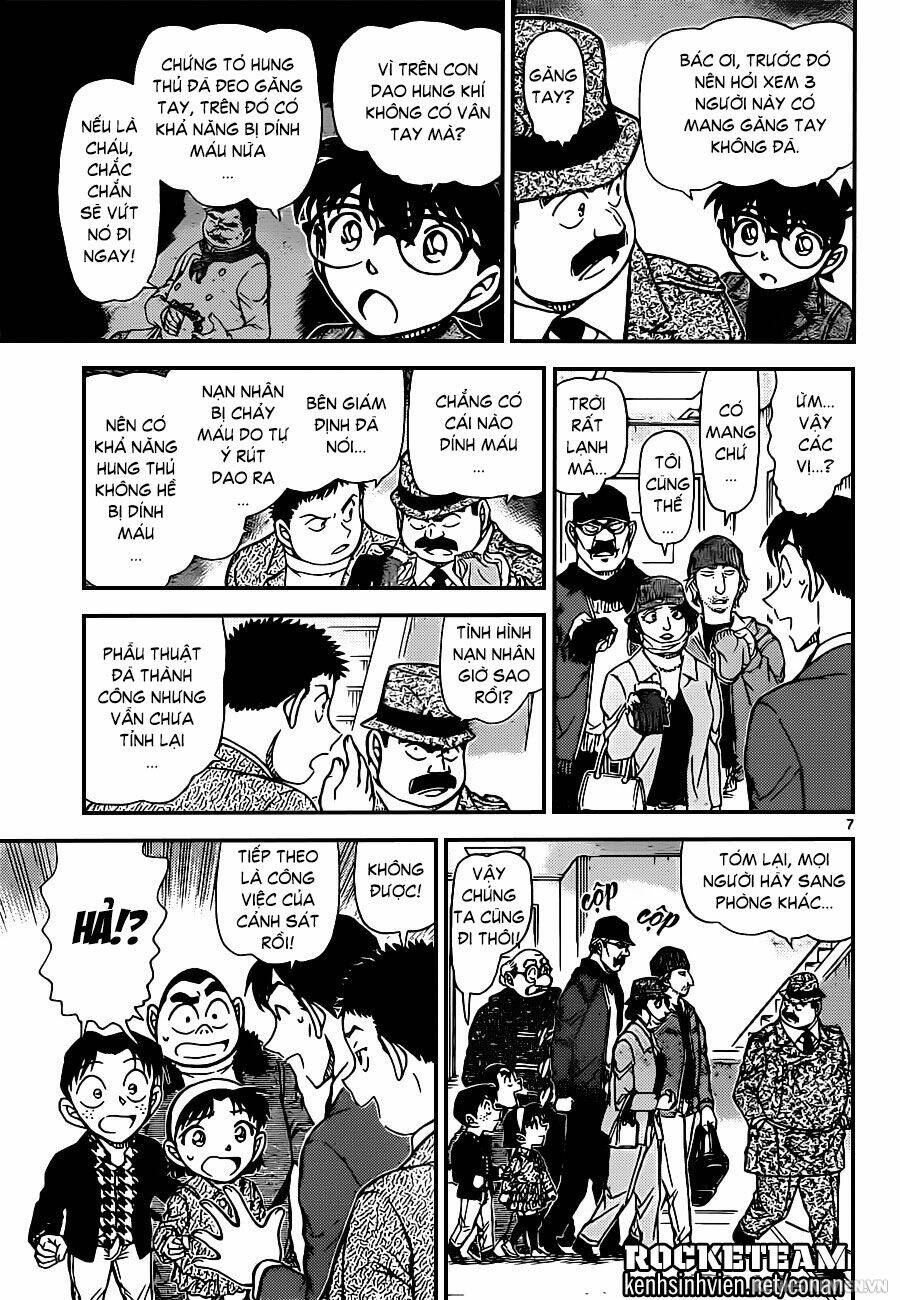 BÁC ƠI, TRƯỚC ĐÓ
NÊN HỎI XEM 3
NGƯỜI NÀY CÓ
MANG GĂNG TAY
KHÔNG ĐÃ.
GĂNG
TAY?
VÌ TRÊN CON
DAO HUNG KHÍ
KHÔNG CÓ VÂN
TAY MÀ?
CHỨNG TỎ HUNG
THỦ ĐÃ ĐEO GĂNG
TAY, TRÊN ĐÓ CÓ
KHẢ NĂNG BỊ DÍNH
MÁU NỮA
...
NẾU LÀ
CHÁU,
CHẮC
CHẮN
SẼ VỨT
NÓ ĐI
NGAY!
ỪM...
VẬY CÁC
VỊ...?
CÓ
MANG
CHỨ
...
TÔI
CŨNG
THẾ
...
TRỜI
RẤT
LẠNH
MÀ...
CHẲNG CÓ
CÁI NÀO
DÍNH MÁU
...
BÊN GIÁM
ĐỊNH ĐÃ
NÓI...
NẠN NHÂN
BỊ CHẢY
MÁU DO TỰ
Ý RÚT
DAO RA
...
NÊN CÓ
KHẢ NĂNG
HUNG THỦ
KHÔNG HỀ
BỊ DÍNH
MÁU
...
TÌNH HÌNH
NẠN NHÂN
GIỜ SAO
RỒI?
PHẪU THUẬT
ĐÃ THÀNH
CÔNG NHƯNG
VẪN CHƯA
TỈNH LẠI
...
7
TÓM LẠI, MỌI
NGƯỜI HÃY SANG
PHÒNG KHÁC...
CỘP
CỘP
VẬY
CHÚNG
TA CŨNG
ĐI THÔI!
KHÔNG
ĐƯỢC!
TIẾP THEO
LÀ CÔNG
VIỆC CỦA
CẢNH SÁT
RỒI!
HẢ!?
ROCKETEAM
kenhsinhvien.net/conan